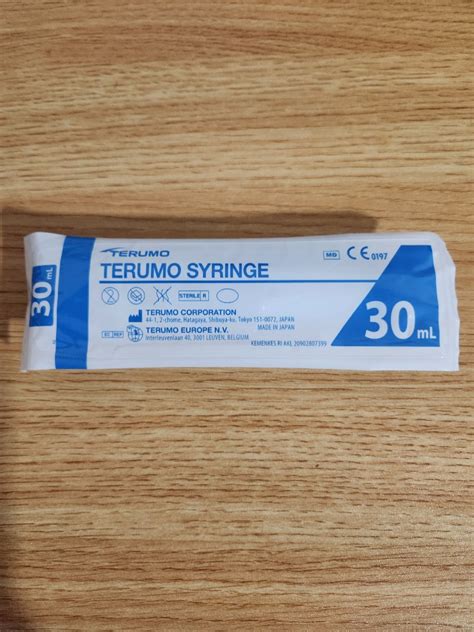 TERUMO
TERUMO SYRINGE
MD CE 0197
STERILE R
TERUMO CORPORATION
44-1, 2-chome, Hatagaya, Shibuya-ku, Tokyo 151-0072, JAPAN
MADE IN JAPAN
EC REP
TERUMO EUROPE N.V.
Interleuvenlaan 40, 3001 LEUVEN, BELGIUM
KEMENKES RI AKL 20902807399
30 mL
30 mL